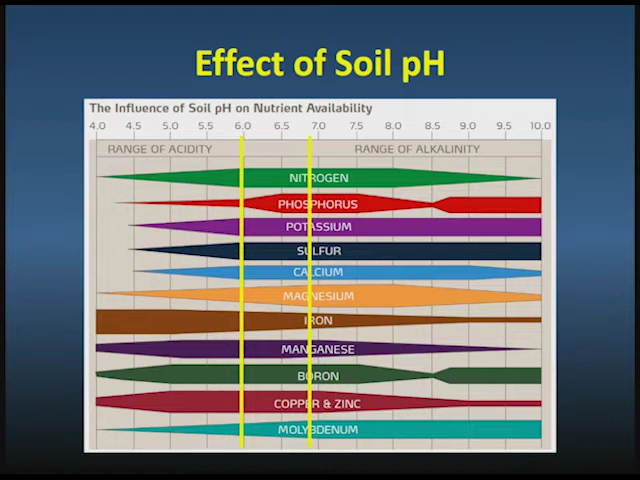 Effect of Soil pH
The Influence of Soil pH on Nutrient Availability
4.0 4.5 5.0 5.5 6.0 6.5 7.0 7.5 8.0 8.5 9.0 9.5 10.0
RANGE OF ACIDITY RANGE OF ALKALINITY
NITROGEN
PHOSPHORUS
POTASSIUM
SULFUR
CALCIUM
MAGNESIUM
IRON
MANGANESE
BORON
COPPER & ZINC
MOLYBDENUM